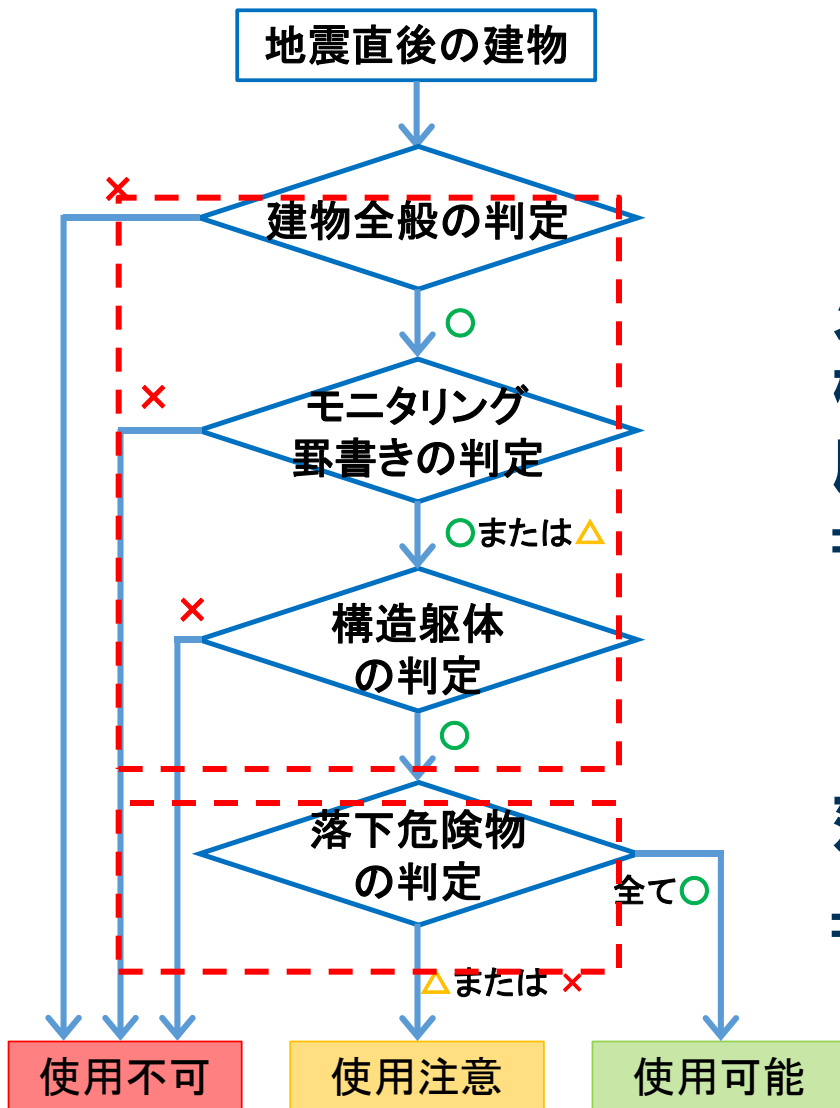 地震直後の建物
×
建物全般の判定
○
×
モニタリング
罫書きの判定
○または△
×
構造躯体
の判定
○
落下危険物
の判定
全て○
△または ×
使用不可
使用注意
使用可能